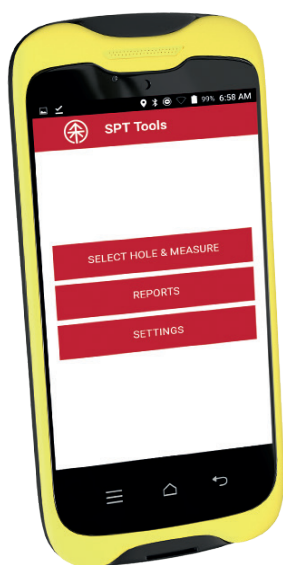 99% 6:58 AM
SPT Tools
SELECT HOLE & MEASURE
REPORTS
SETTINGS